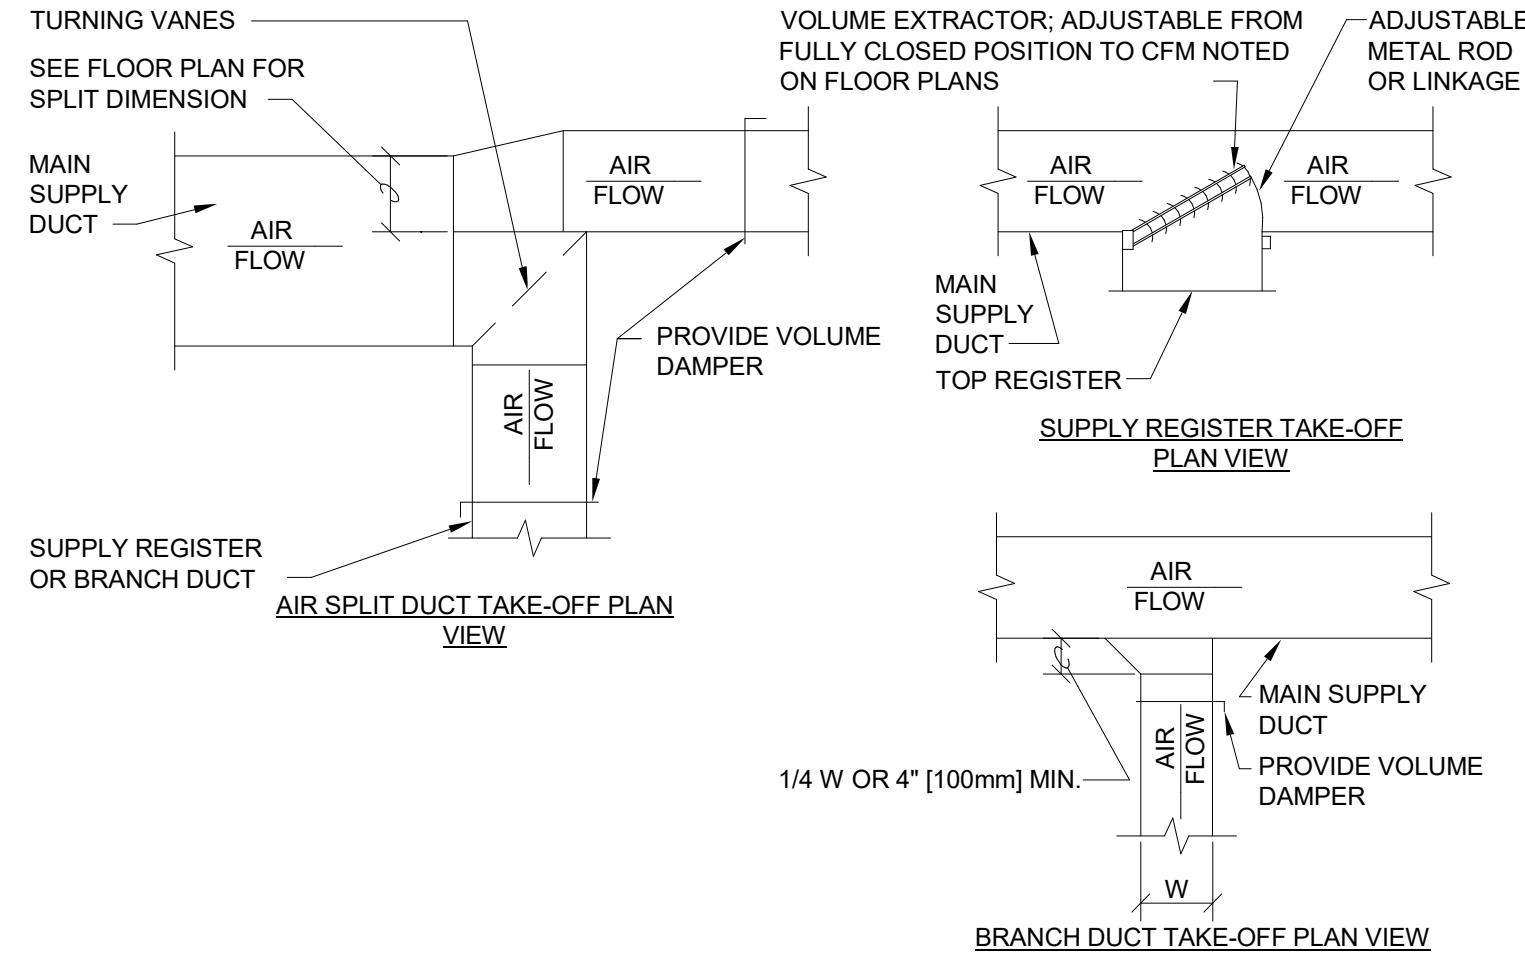 TURNING VANES
SEE FLOOR PLAN FOR
SPLIT DIMENSION
MAIN
SUPPLY
DUCT
AIR
FLOW
AIR
FLOW
AIR
FLOW
PROVIDE VOLUME
DAMPER
SUPPLY REGISTER
OR BRANCH DUCT
AIR SPLIT DUCT TAKE-OFF PLAN
VIEW
VOLUME EXTRACTOR; ADJUSTABLE FROM
FULLY CLOSED POSITION TO CFM NOTED
ON FLOOR PLANS
ADJUSTABLE
METAL ROD
OR LINKAGE
AIR
FLOW
AIR
FLOW
MAIN
SUPPLY
DUCT
TOP REGISTER
SUPPLY REGISTER TAKE-OFF
PLAN VIEW
AIR
FLOW
MAIN SUPPLY
DUCT
AIR
FLOW
PROVIDE VOLUME
DAMPER
1/4 W OR 4" [100mm] MIN.
W
BRANCH DUCT TAKE-OFF PLAN VIEW